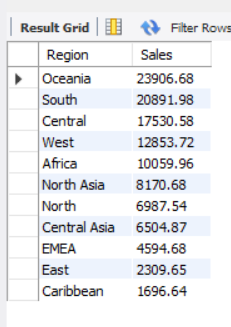 Result Grid Filter Rows
Region Sales
Oceania 23906.68
South 20891.98
Central 17530.58
West 12853.72
Africa 10059.96
North Asia 8170.68
North 6987.54
Central Asia 6504.87
EMEA 4594.68
East 2309.65
Caribbean 1696.64